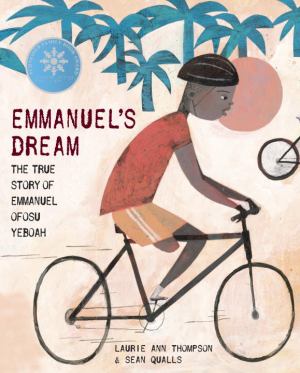 EMMANUEL'S
DREAM
THE TRUE
STORY OF
EMMANUEL
OFOSU
YEBOAH
LAURIE ANN THOMPSON
& SEAN QUALLS